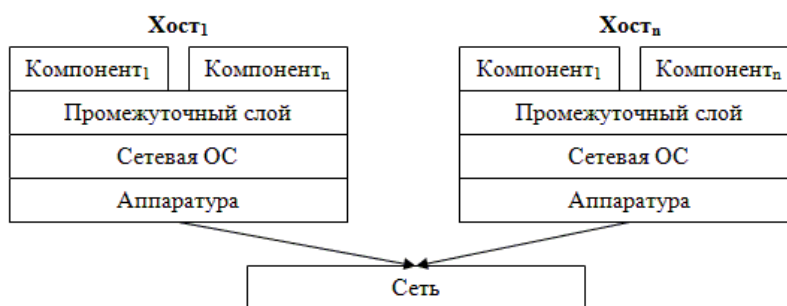 Хост₁
Компонент₁ Компонентₙ
Промежуточный слой
Сетевая ОС
Аппаратура
Хостₙ
Компонент₁ Компонентₙ
Промежуточный слой
Сетевая ОС
Аппаратура
Сеть